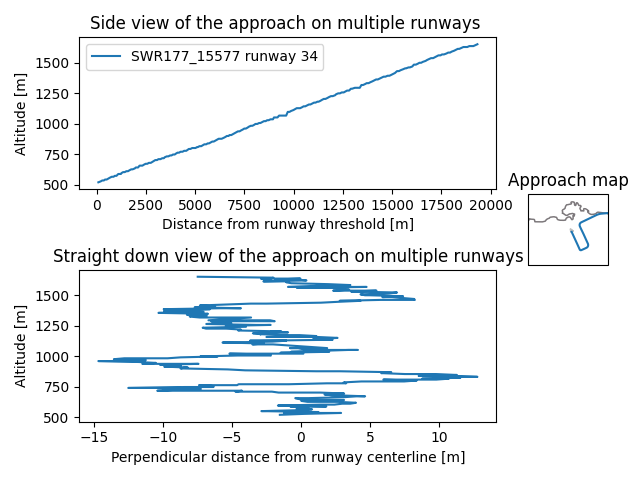 Side view of the approach on multiple runways
SWR177_15577 runway 34
Altitude [m]
1500
1250
1000
750
500
0 2500 5000 7500 10000 12500 15000 17500 20000
Distance from runway threshold [m]
Approach map
Straight down view of the approach on multiple runways
Altitude [m]
1500
1250
1000
750
500
−15 −10 −5 0 5 10
Perpendicular distance from runway centerline [m]